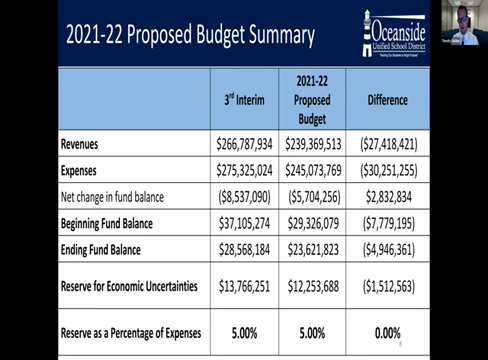 2021-22 Proposed Budget Summary
Oceanside
Unified School District
3rd Interim
2021-22
Proposed
Budget
Difference
Revenues $266,787,934 $239,369,513 ($27,418,421)
Expenses $275,325,024 $245,073,769 ($30,251,255)
Net change in fund balance ($8,537,090) ($5,704,256) $2,832,834
Beginning Fund Balance $37,105,274 $29,326,079 ($7,779,195)
Ending Fund Balance $28,568,184 $23,621,823 ($4,946,361)
Reserve for Economic Uncertainties $13,766,251 $12,253,688 ($1,512,563)
Reserve as a Percentage of Expenses 5.00% 5.00% 0.00%
8